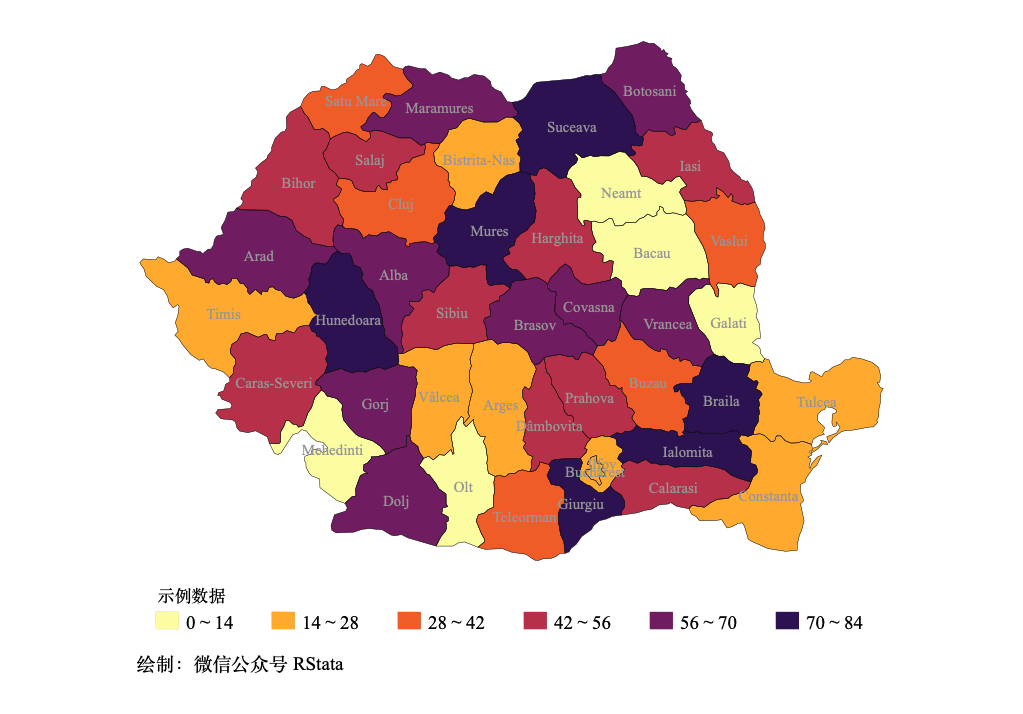 Botosani
Satu Mare
Maramures
Suceava
Salaj
Bistrita-Nas
Iasi
Bihor
Neamt
Cluj
Mures
Harghita
Vaslui
Arad
Bacau
Alba
Covasna
Timis
Hunedoara
Sibiu
Brasov
Vrancea
Galati
Caras-Severi
Gorj
Vâlcea
Arges
Prahova
Buzau
Braila
Tulcea
Dâmbovita
Mehedinti
Ialomita
Ilfov
Bucharest
Olt
Dolj
Giurgiu
Calarasi
Constanta
Teleorman
示例数据
0 ~ 14 14 ~ 28 28 ~ 42 42 ~ 56 56 ~ 70 70 ~ 84
绘制：微信公众号 RStata